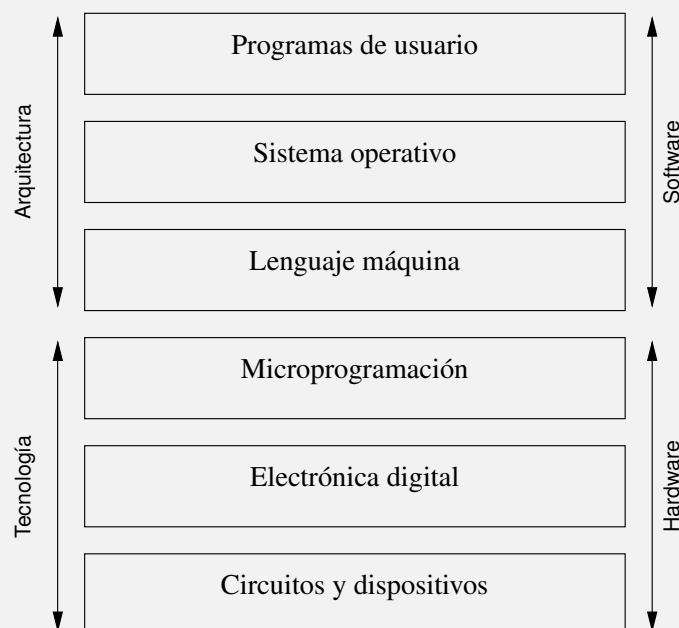 Programas de usuario
Arquitectura
Sistema operativo
Software
Lenguaje máquina
Microprogramación
Tecnología
Electrónica digital
Hardware
Circuitos y dispositivos